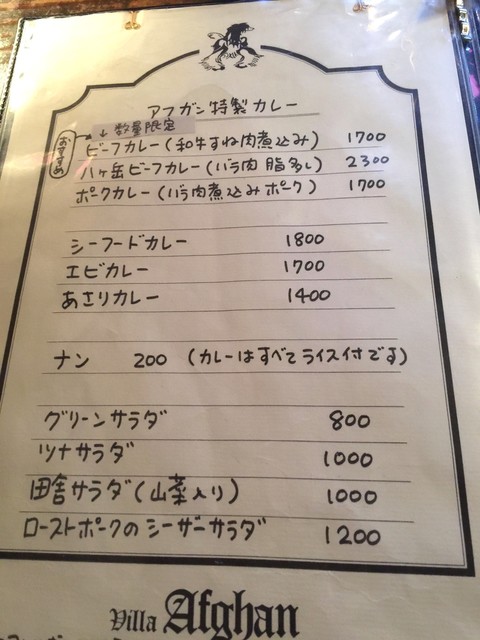 アフガン特製カレー
↓数量限定
おすすめ
ビーフカレー(和牛すね肉煮込み) 1700
八ヶ岳ビーフカレー(バラ肉 脂多し) 2300
ポークカレー(バラ肉煮込みポーク) 1700
シーフードカレー 1800
エビカレー 1700
あさりカレー 1400
ナン 200 (カレーはすべてライス付です)
グリーンサラダ 800
ツナサラダ 1000
田舎サラダ(山菜入り) 1000
ローストポークのシーザーサラダ 1200
Villa Afghan